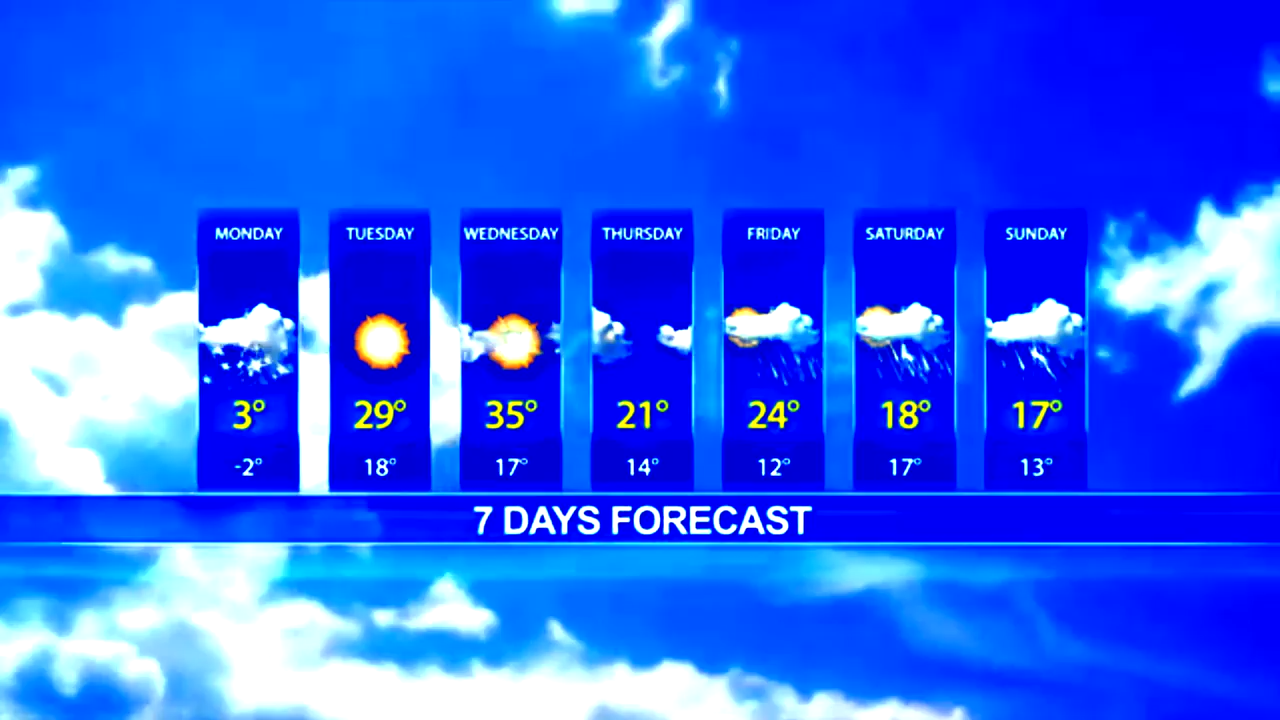 MONDAY TUESDAY WEDNESDAY THURSDAY FRIDAY SATURDAY SUNDAY
3° 29° 35° 21° 24° 18° 17°
-2° 18° 17° 14° 12° 17° 13°
7 DAYS FORECAST